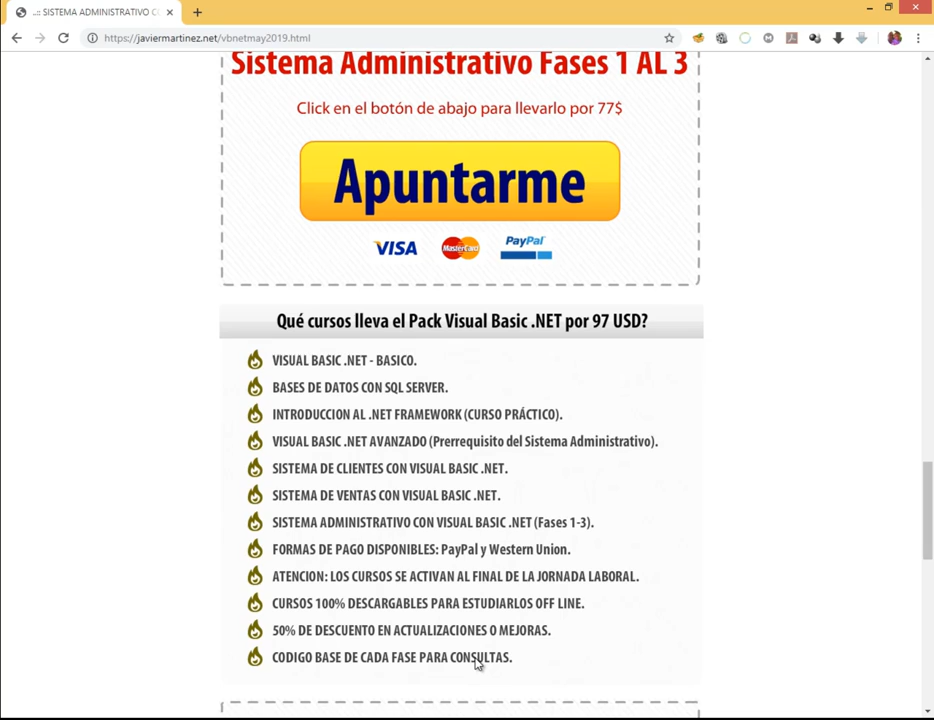 ..:: SISTEMA ADMINISTRATIVO CO
https://javiermartinez.net/vbnetmay2019.html
Sistema Administrativo Fases 1 AL 3
Click en el botón de abajo para llevarlo por 77$
Apuntarme
VISA MasterCard PayPal
Qué cursos lleva el Pack Visual Basic .NET por 97 USD?
VISUAL BASIC .NET - BASICO.
BASES DE DATOS CON SQL SERVER.
INTRODUCCION AL .NET FRAMEWORK (CURSO PRÁCTICO).
VISUAL BASIC .NET AVANZADO (Prerrequisito del Sistema Administrativo).
SISTEMA DE CLIENTES CON VISUAL BASIC .NET.
SISTEMA DE VENTAS CON VISUAL BASIC .NET.
SISTEMA ADMINISTRATIVO CON VISUAL BASIC .NET (Fases 1-3).
FORMAS DE PAGO DISPONIBLES: PayPal y Western Union.
ATENCION: LOS CURSOS SE ACTIVAN AL FINAL DE LA JORNADA LABORAL.
CURSOS 100% DESCARGABLES PARA ESTUDIARLOS OFF LINE.
50% DE DESCUENTO EN ACTUALIZACIONES O MEJORAS.
CODIGO BASE DE CADA FASE PARA CONSULTAS.